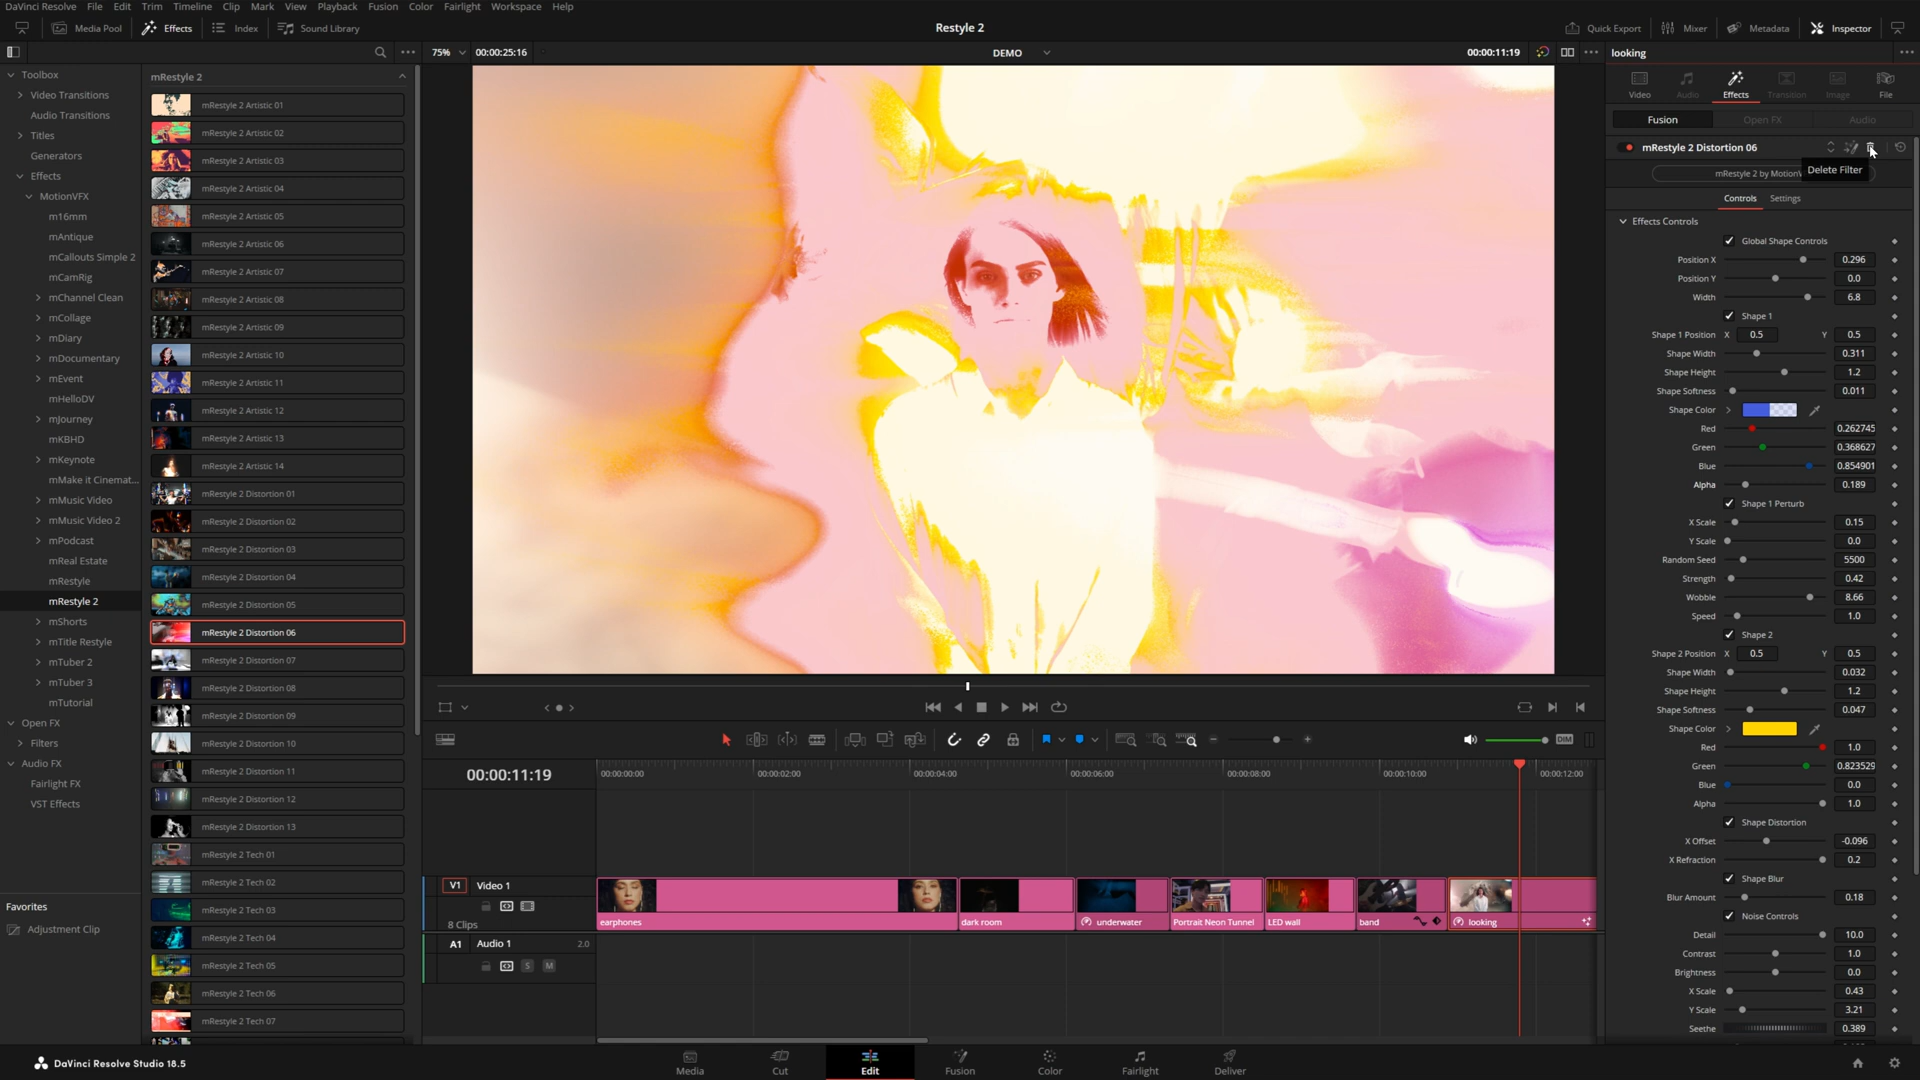 DaVinci Resolve File Edit Trim Timeline Clip Mark View Playback Fusion Color Fairlight Workspace Help
Media Pool Effects Index Sound Library Restyle 2 Quick Export Mixer Metadata Inspector
75% 00:00:25:16 DEMO 00:00:11:19 looking
Toolbox
Video Transitions
Audio Transitions
Titles
Generators
Effects
MotionVFX
m16mm
mAntique
mCallouts Simple 2
mCamRig
mChannel Clean
mCollage
mDiary
mDocumentary
mEvent
mHelloDV
mJourney
mKBHD
mKeynote
mMake it Cinemat...
mMusic Video
mMusic Video 2
mPodcast
mReal Estate
mRestyle
mRestyle 2
mShorts
mTitle Restyle
mTuber 2
mTuber 3
mTutorial
Open FX
Filters
Audio FX
Fairlight FX
VST Effects
Favorites
Adjustment Clip
mRestyle 2
mRestyle 2 Artistic 01
mRestyle 2 Artistic 02
mRestyle 2 Artistic 03
mRestyle 2 Artistic 04
mRestyle 2 Artistic 05
mRestyle 2 Artistic 06
mRestyle 2 Artistic 07
mRestyle 2 Artistic 08
mRestyle 2 Artistic 09
mRestyle 2 Artistic 10
mRestyle 2 Artistic 11
mRestyle 2 Artistic 12
mRestyle 2 Artistic 13
mRestyle 2 Artistic 14
mRestyle 2 Distortion 01
mRestyle 2 Distortion 02
mRestyle 2 Distortion 03
mRestyle 2 Distortion 04
mRestyle 2 Distortion 05
mRestyle 2 Distortion 06
mRestyle 2 Distortion 07
mRestyle 2 Distortion 08
mRestyle 2 Distortion 09
mRestyle 2 Distortion 10
mRestyle 2 Distortion 11
mRestyle 2 Distortion 12
mRestyle 2 Distortion 13
mRestyle 2 Tech 01
mRestyle 2 Tech 02
mRestyle 2 Tech 03
mRestyle 2 Tech 04
mRestyle 2 Tech 05
mRestyle 2 Tech 06
mRestyle 2 Tech 07
DIM
00:00:11:19 00:00:00:00 00:00:02:00 00:00:04:00 00:00:06:00 00:00:08:00 00:00:10:00 00:00:12:00
V1 Video 1
8 Clips
earphones dark room underwater Portrait Neon Tunnel LED wall band looking
A1 Audio 1 2.0
S M
Video Audio Effects Transition Image File
Fusion Open FX Audio
mRestyle 2 Distortion 06
Delete Filter
mRestyle 2 by MotionV
Controls Settings
Effects Controls
Global Shape Controls
Position X 0.296
Position Y 0.0
Width 6.8
Shape 1
Shape 1 Position X 0.5 Y 0.5
Shape Width 0.311
Shape Height 1.2
Shape Softness 0.011
Shape Color
Red 0.262745
Green 0.368627
Blue 0.854901
Alpha 0.189
Shape 1 Perturb
X Scale 0.15
Y Scale 0.0
Random Seed 5500
Strength 0.42
Wobble 8.66
Speed 1.0
Shape 2
Shape 2 Position X 0.5 Y 0.5
Shape Width 0.032
Shape Height 1.2
Shape Softness 0.047
Shape Color
Red 1.0
Green 0.823529
Blue 0.0
Alpha 1.0
Shape Distortion
X Offset -0.096
X Refraction 0.2
Shape Blur
Blur Amount 0.18
Noise Controls
Detail 10.0
Contrast 1.0
Brightness 0.0
X Scale 0.43
Y Scale 3.21
Seethe 0.389
DaVinci Resolve Studio 18.5
Media Cut Edit Fusion Color Fairlight Deliver